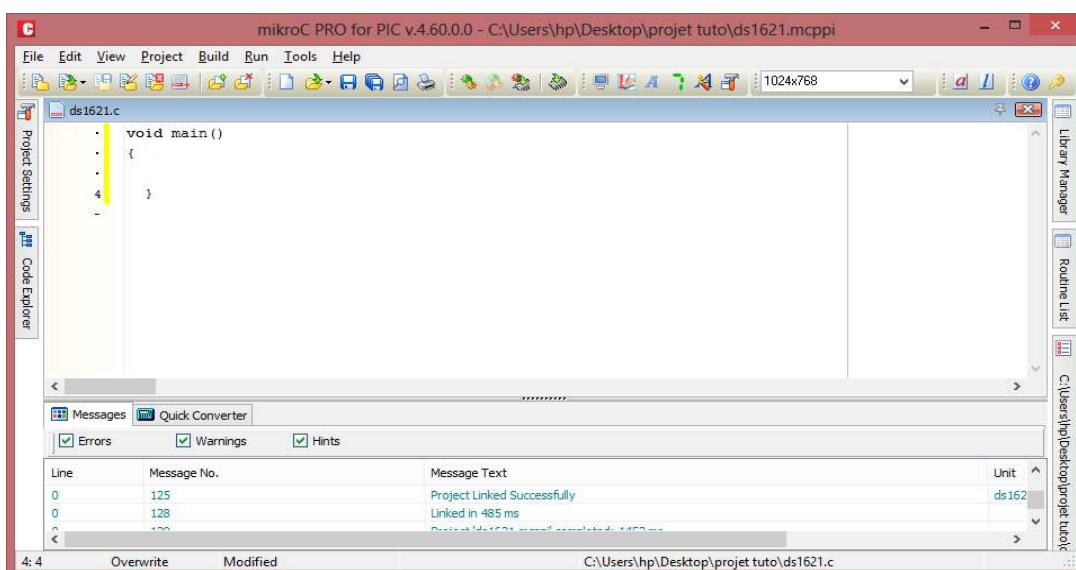 mikroC PRO for PIC v.4.60.0.0 - C:\Users\hp\Desktop\projet tuto\ds1621.mcppi
File Edit View Project Build Run Tools Help
1024x768
ds1621.c
Project Settings
Code Explorer
void main()
{
4 }
Library Manager
Routine List
C:\Users\hp\Desktop\projet tuto\
Messages Quick Converter
Errors Warnings Hints
Line Message No. Message Text Unit
0 125 Project Linked Successfully ds162
0 128 Linked in 485 ms
4: 4 Overwrite Modified C:\Users\hp\Desktop\projet tuto\ds1621.c